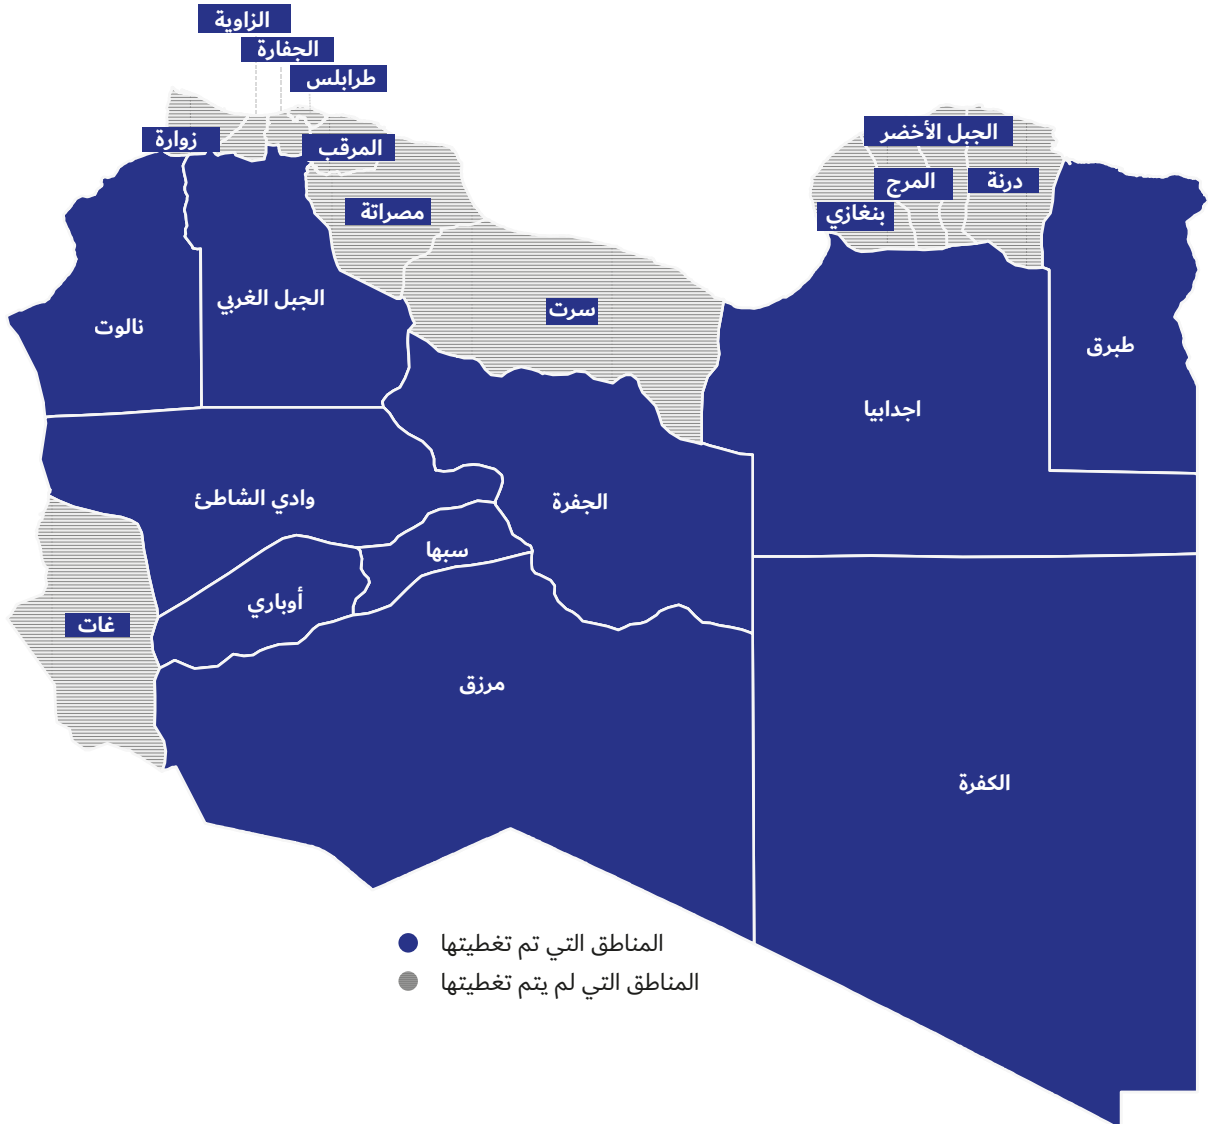 الزاوية
الجفارة
طرابلس
زوارة
المرقب
الجبل الأخضر
درنة
المرج
بنغازي
مصراتة
الجبل الغربي
سرت
نالوت
طبرق
اجدابيا
وادي الشاطئ
الجفرة
سبها
أوباري
غات
مرزق
الكفرة
المناطق التي تم تغطيتها
المناطق التي لم يتم تغطيتها